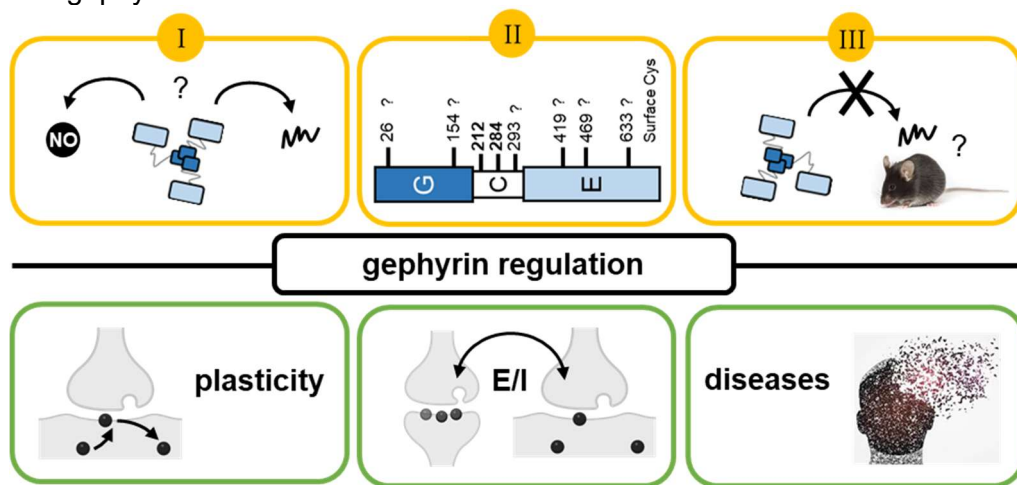 I
II
III
?
NO
26 ?
154 ?
212
284
293 ?
419 ?
469 ?
633 ?
Surface Cys
G
C
E
?
gephyrin regulation
plasticity
E/I
diseases